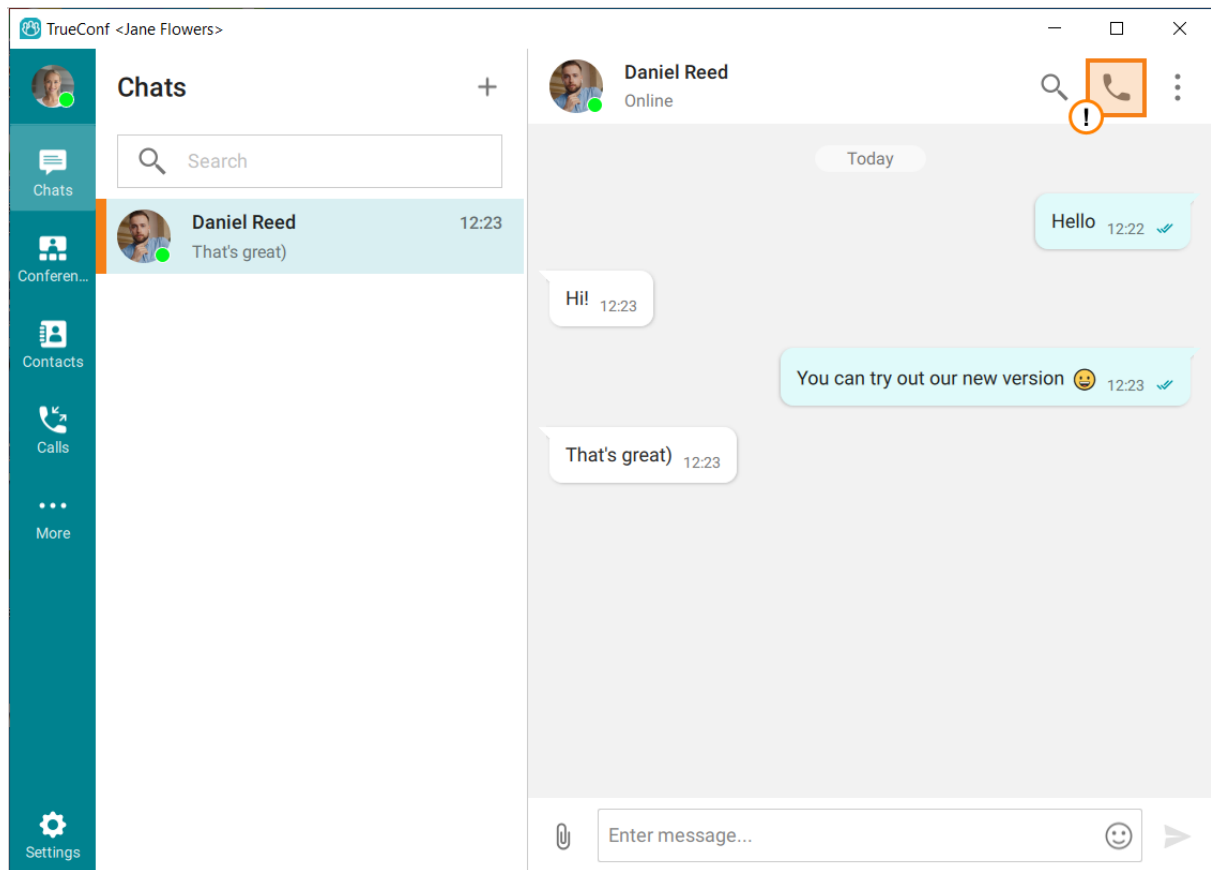 TrueConf <Jane Flowers>
Chats
Conferen...
Contacts
Calls
More
Settings
Chats
Search
Daniel Reed 12:23
That's great)
Daniel Reed
Online
!
Today
Hello 12:22
Hi! 12:23
You can try out our new version 😀 12:23
That's great) 12:23
Enter message...